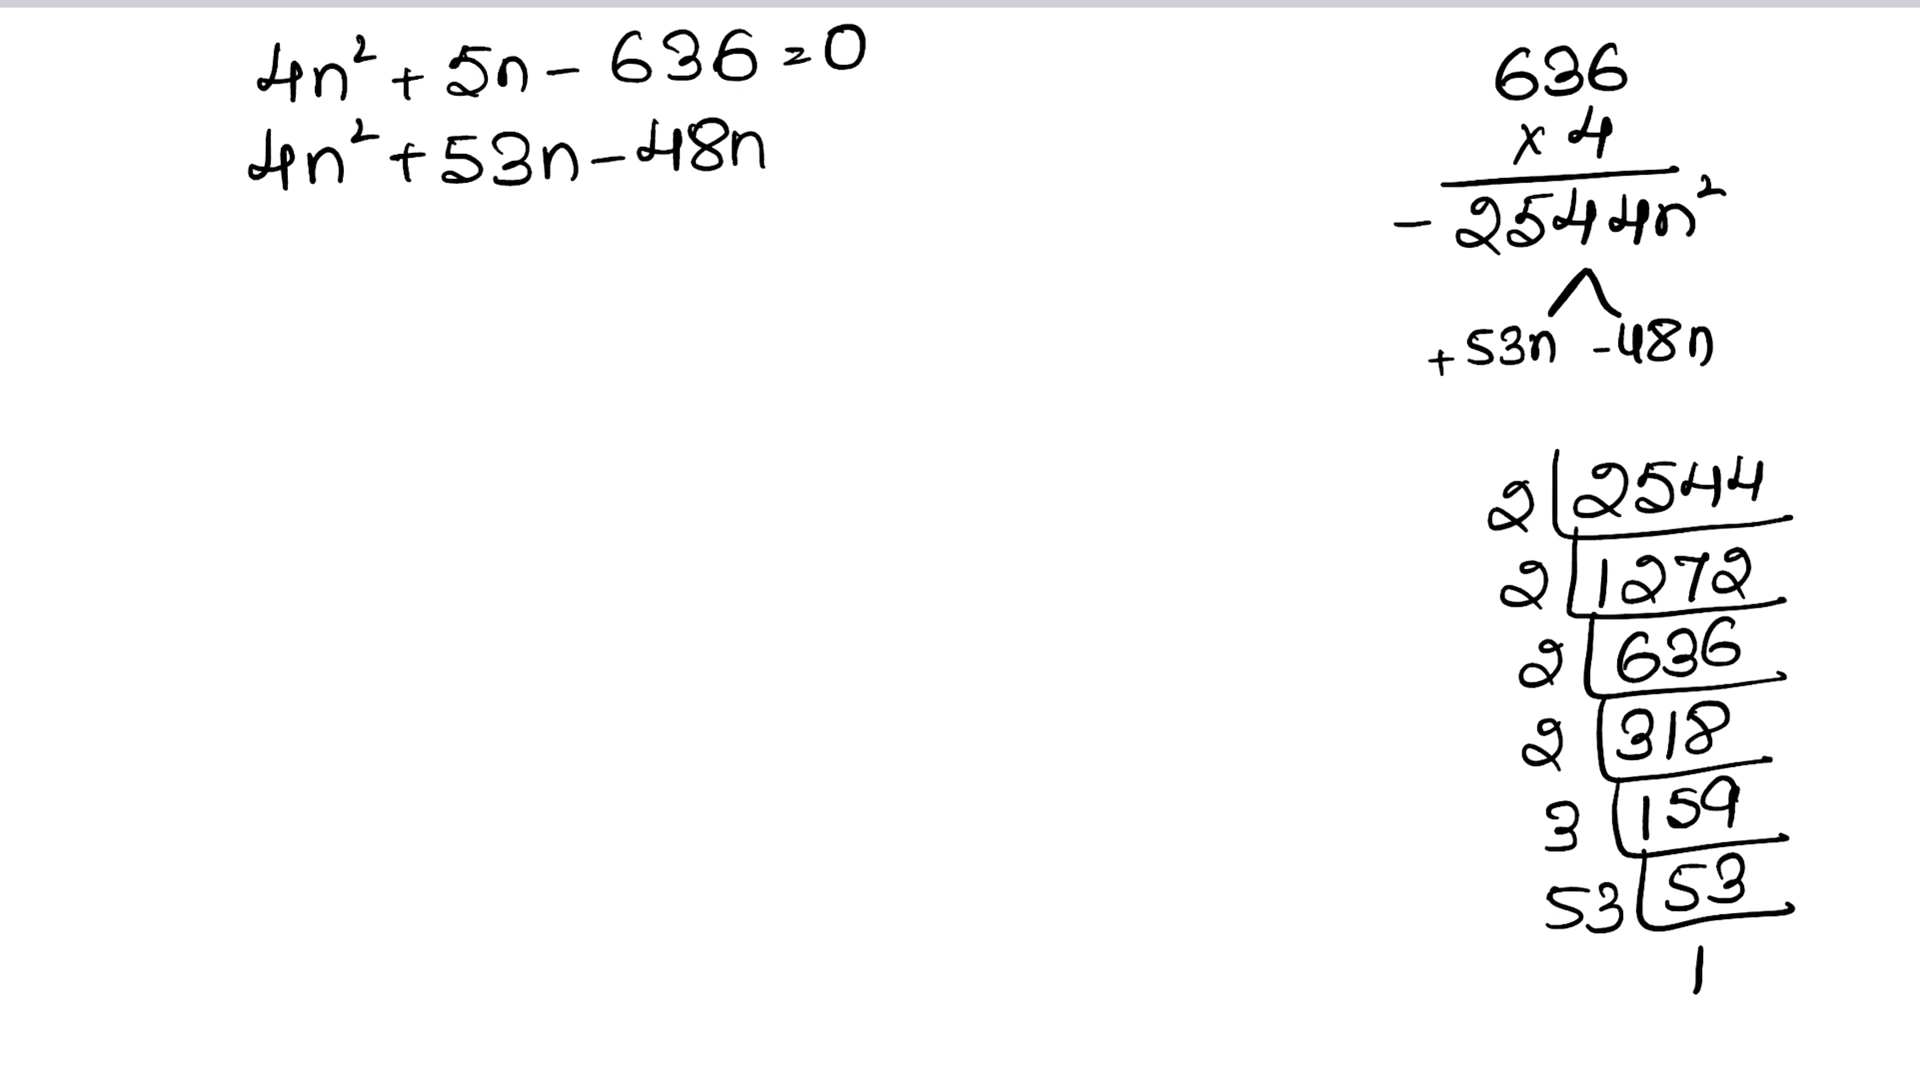 4n² + 5n - 636 = 0
4n² + 53n - 48n
636
x 4
- 2544n²
+ 53n - 48n
2 | 2544
2 | 1272
2 | 636
2 | 318
3 | 159
53 | 53
1